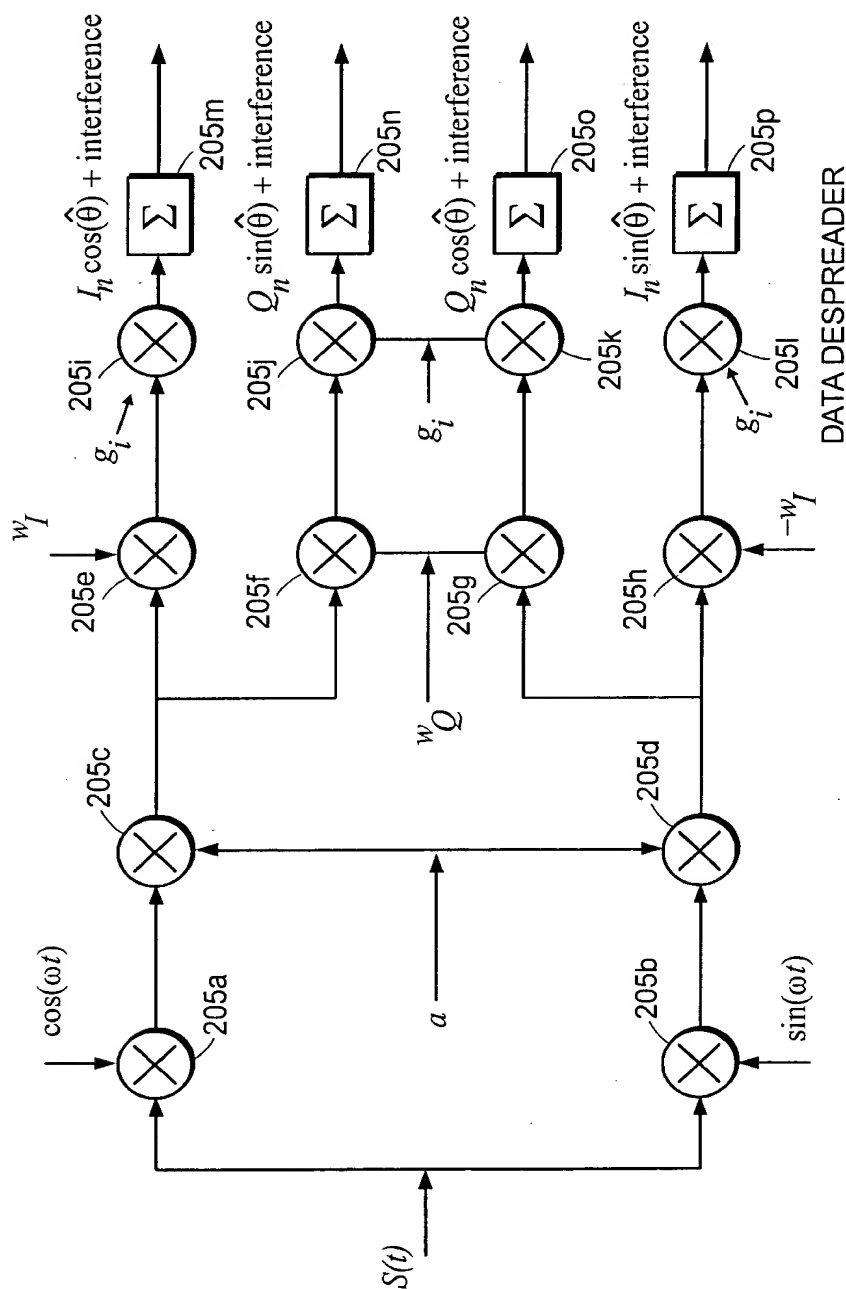 I_n cos(θ̂) + interference
Q_n sin(θ̂) + interference
Q_n cos(θ̂) + interference
I_n sin(θ̂) + interference
Σ
205m
Σ
205n
Σ
205o
Σ
205p
205i
205j
205k
205l
g_i
g_i
g_i
w_I
w_Q
-w_I
205e
205f
205g
205h
205c
205d
a
cos(ωt)
205a
205b
sin(ωt)
S(t)
DATA DESPREADER